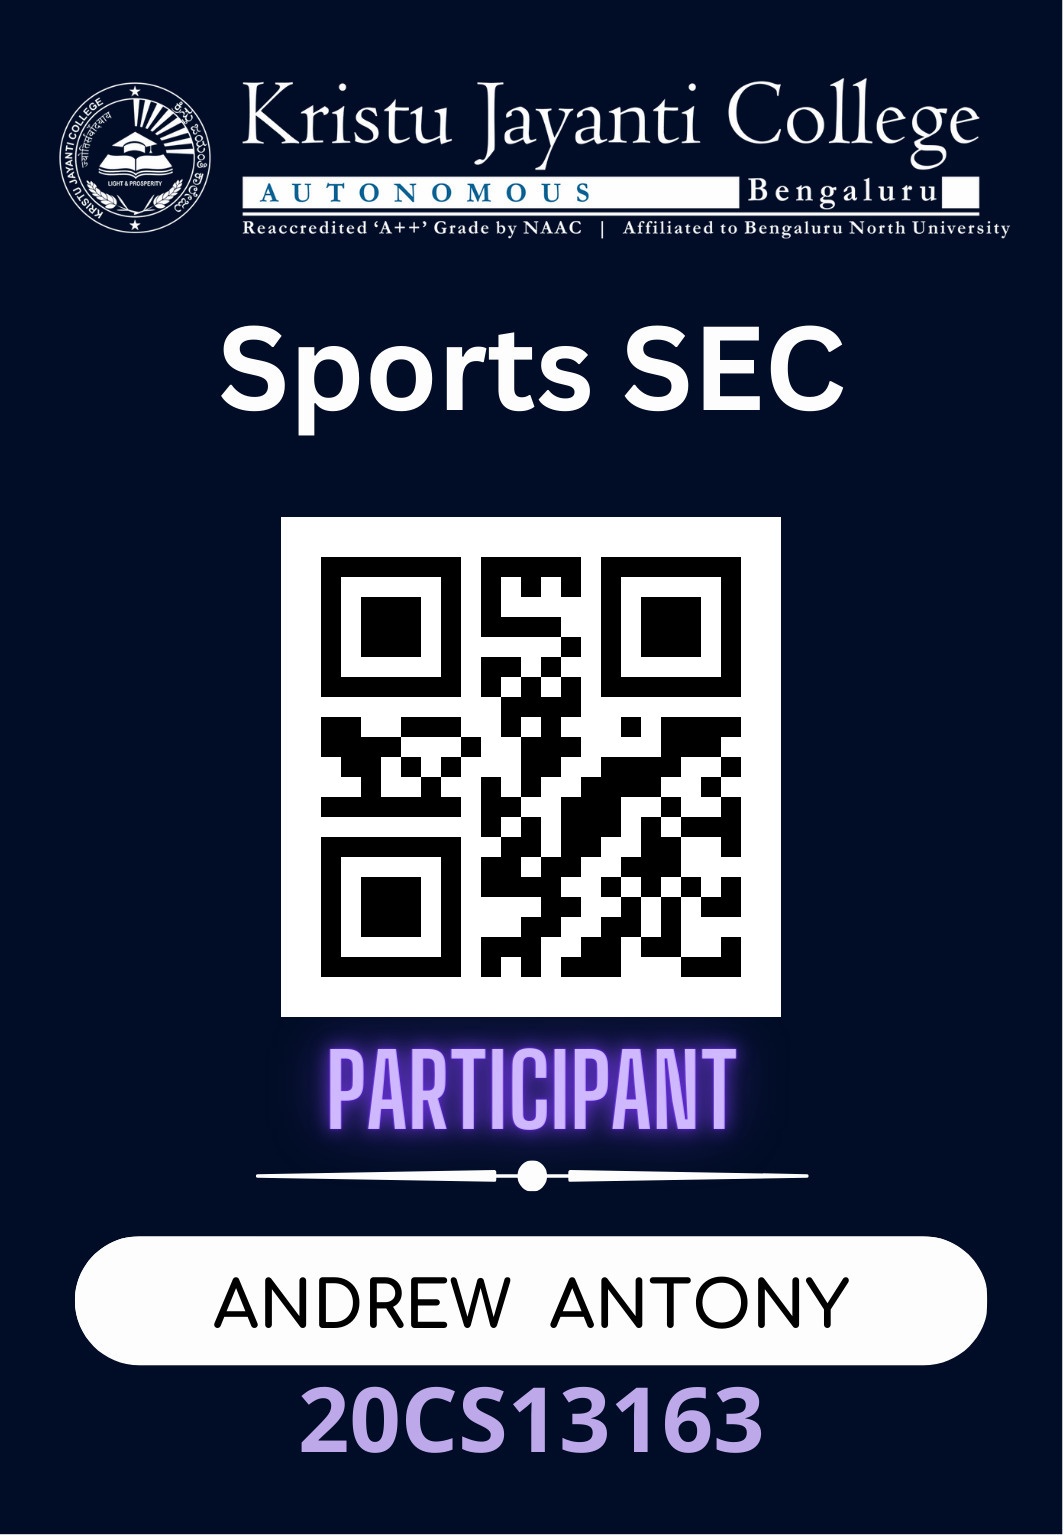 Kristu Jayanti College
AUTONOMOUS Bengaluru
Reaccredited ‘A++’ Grade by NAAC | Affiliated to Bengaluru North University
KRISTU JAYANTI COLLEGE
LIGHT & PROSPERITY
Sports SEC
PARTICIPANT
ANDREW ANTONY
20CS13163